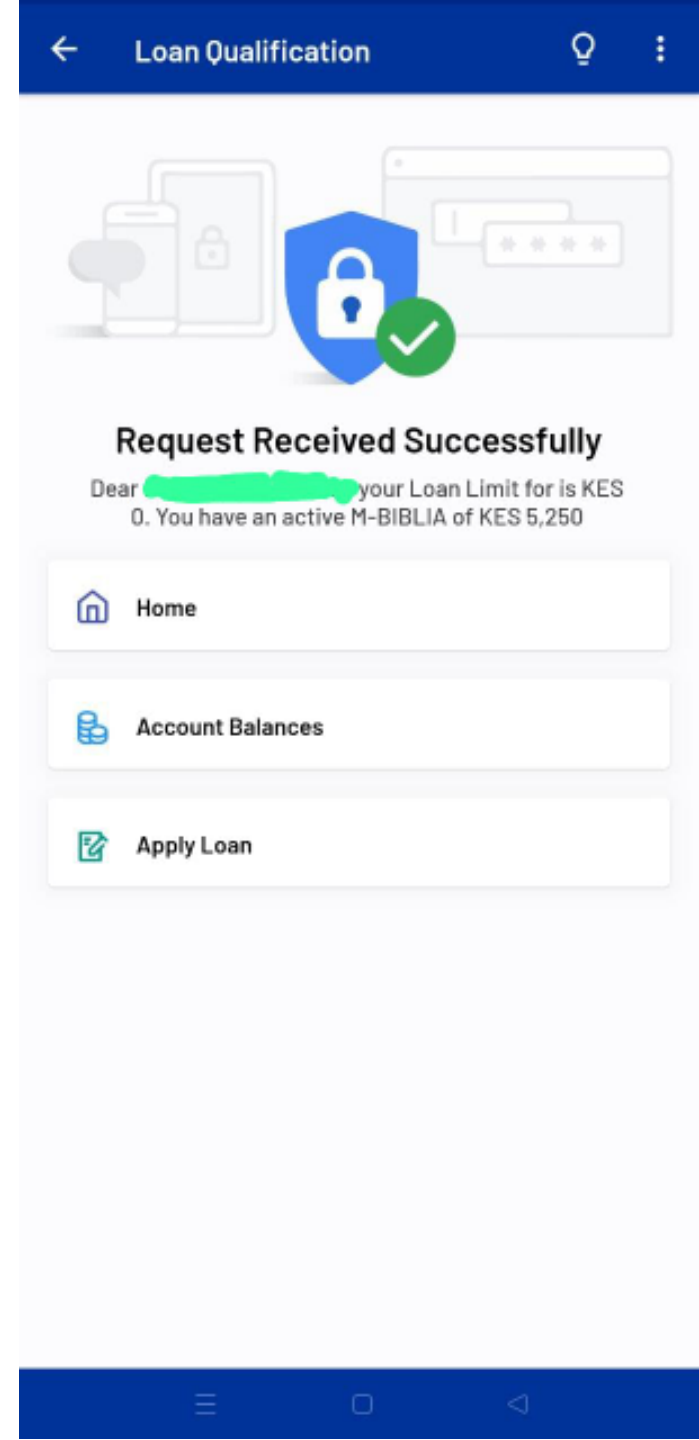 Loan Qualification
Request Received Successfully
Dear your Loan Limit for is KES
0. You have an active M-BIBLIA of KES 5,250
Home
Account Balances
Apply Loan